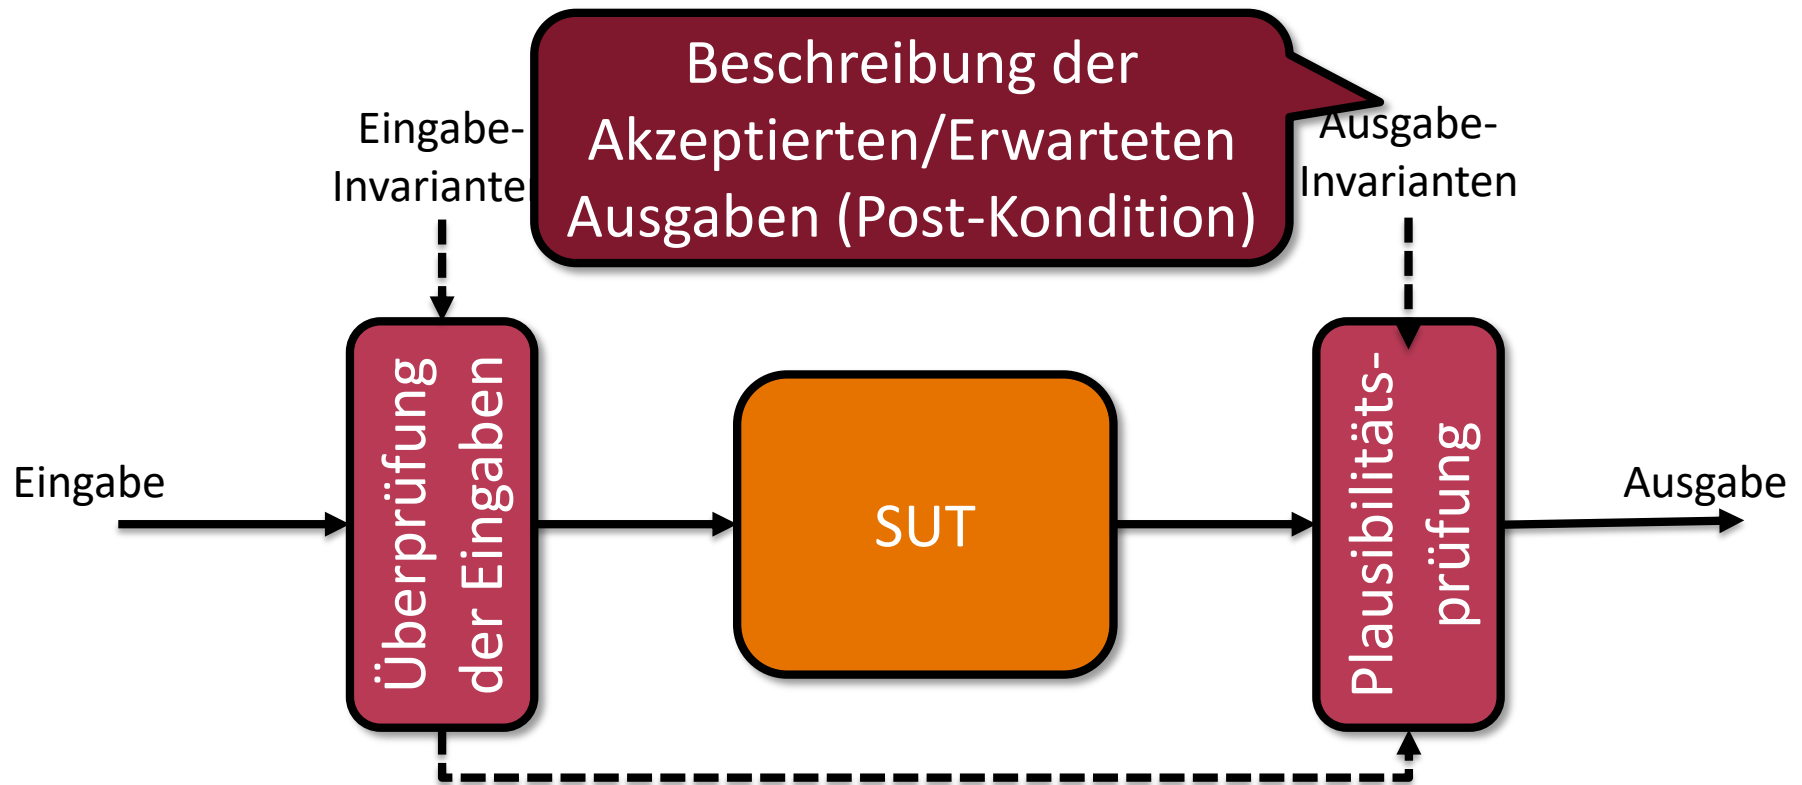 Beschreibung der
Akzeptierten/Erwarteten
Ausgaben (Post-Kondition)
Eingabe-
Invariante
Ausgabe-
Invarianten
Eingabe
Überprüfung
der Eingaben
SUT
Plausibilitäts-
prüfung
Ausgabe